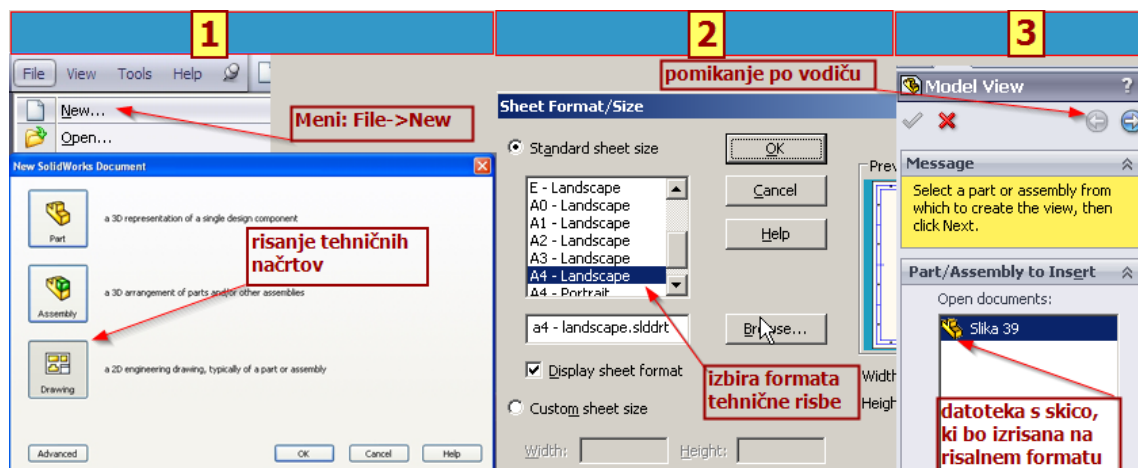 1
File View Tools Help
New...
Open...
Meni: File->New
New SolidWorks Document
Part
a 3D representation of a single design component
risanje tehničnih
načrtov
Assembly
a 3D arrangement of parts and/or other assemblies
Drawing
a 2D engineering drawing, typically of a part or assembly
Advanced
OK
Cancel
Help
2
pomikanje po vodiču
Sheet Format/Size
Standard sheet size
OK
E - Landscape
A0 - Landscape
A1 - Landscape
A2 - Landscape
A3 - Landscape
A4 - Landscape
A4 - Portrait
Cancel
Help
Prev
a4 - landscape.slddrt
Browse...
Display sheet format
izbira formata
tehnične risbe
Custom sheet size
Width:
Height:
Width
Heigh
3
Model View
?
Message
Select a part or assembly from
which to create the view, then
click Next.
Part/Assembly to Insert
Open documents:
Slika 39
datoteka s skico,
ki bo izrisana na
risalnem formatu